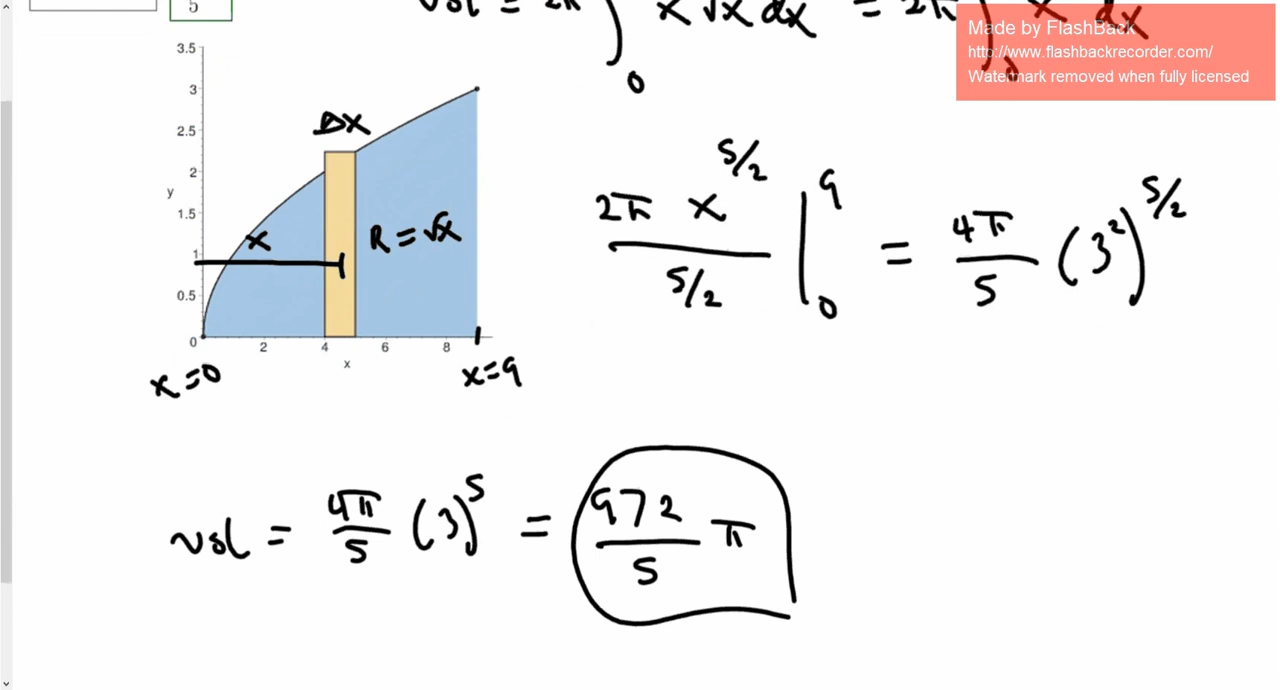 5
vol = 2π ∫ x √x dx = 2π ∫ x dx
0
0
Made by FlashBack
http://www.flashbackrecorder.com/
Watermark removed when fully licensed
3.5
3
2.5
2
1.5
1
0.5
0
y
2
4
6
8
x
Δx
x
R = √x
x=0
x=9
2π x^5/2
5/2
9
0
= 4π/5 (3²)^5/2
vol = 4π/5 (3)^5 = 972/5 π